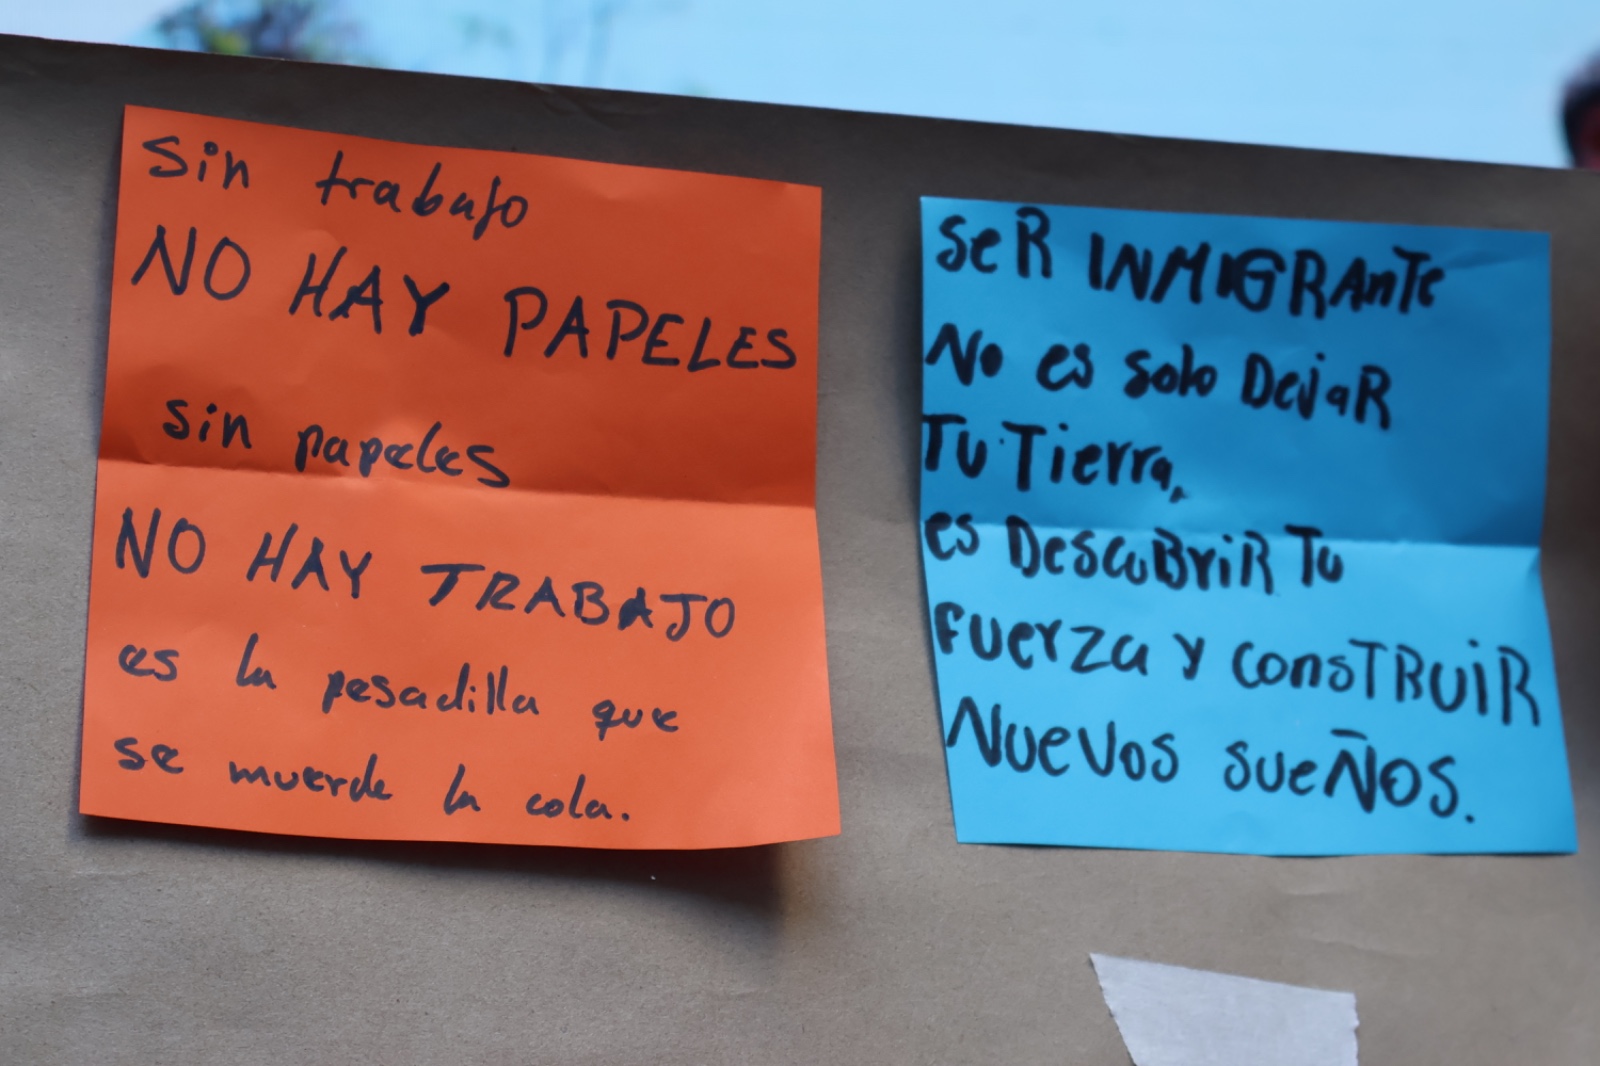 Sin trabajo
NO HAY PAPELES
sin papeles
NO HAY TRABAJO
es la pesadilla que
se muerde la cola.
SeR INMIGRAnTe
No es solo DejaR
Tu Tierra,
es DescuBriR Tu
Fuerza y consTRuiR
Nuevos sueÑos.